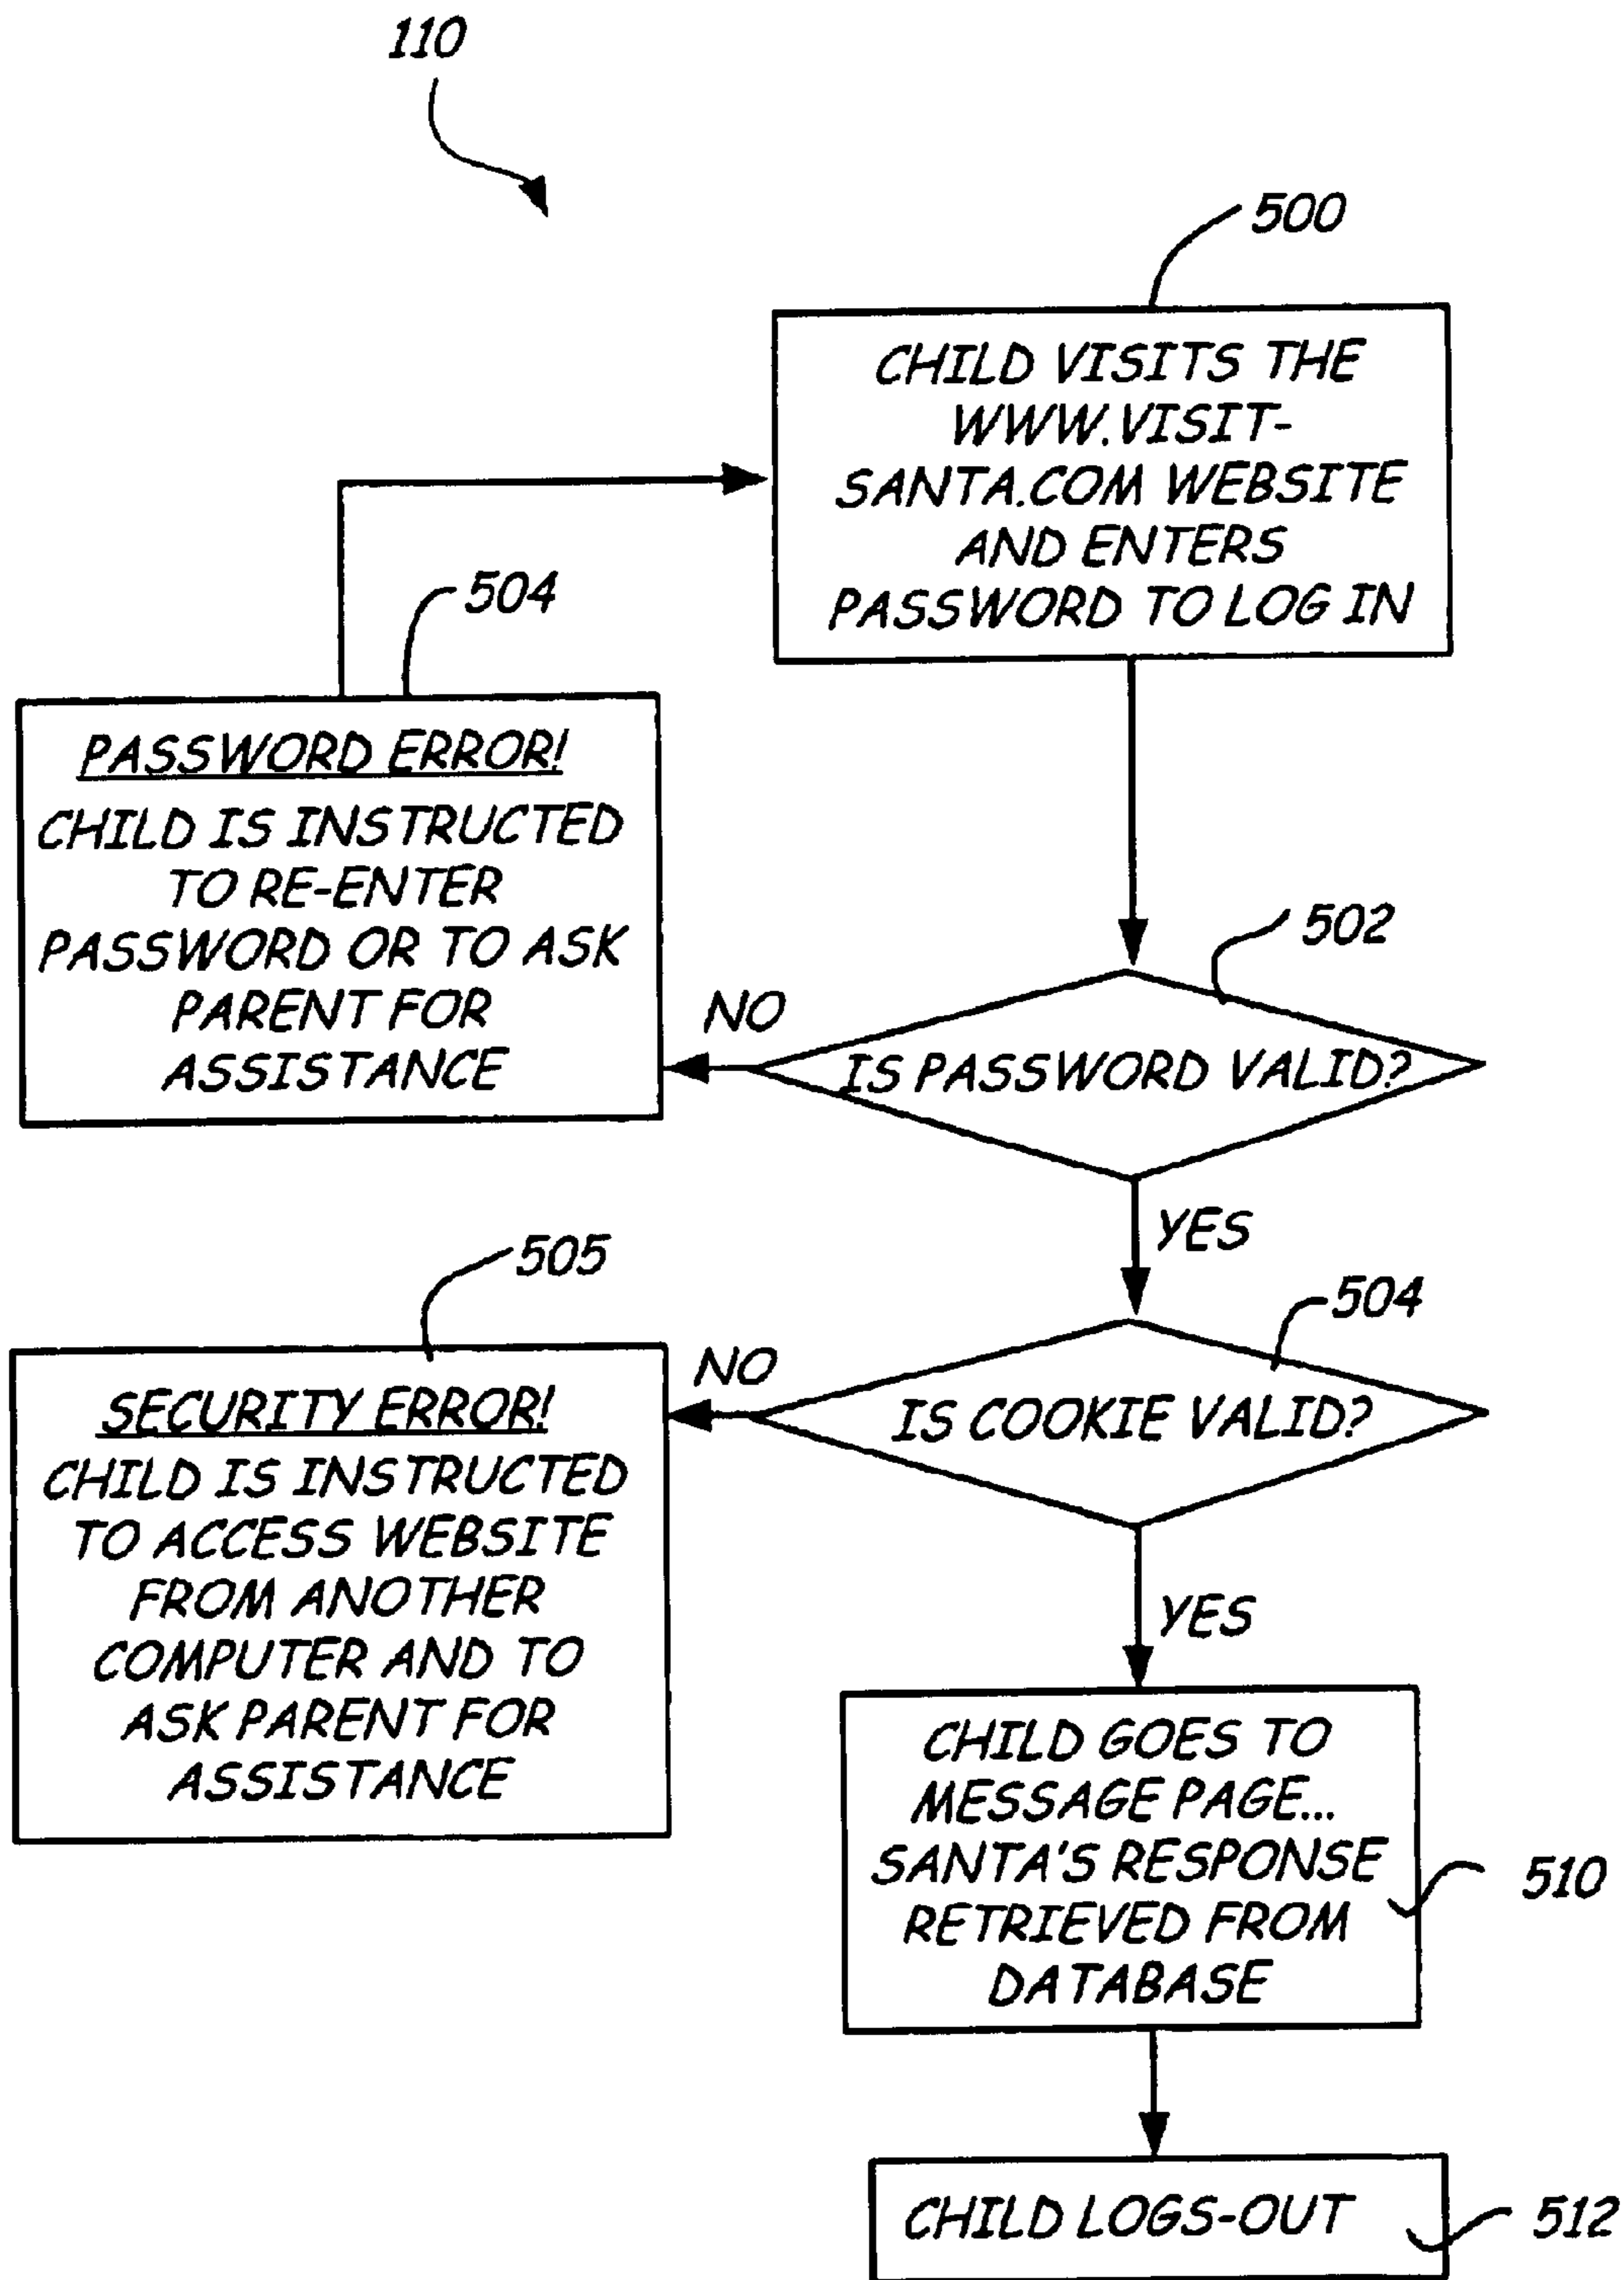 110
500
CHILD VISITS THE
WWW.VISIT-
SANTA.COM WEBSITE
AND ENTERS
PASSWORD TO LOG IN
504
PASSWORD ERROR!
CHILD IS INSTRUCTED
TO RE-ENTER
PASSWORD OR TO ASK
PARENT FOR
ASSISTANCE
502
NO
IS PASSWORD VALID?
YES
505
504
NO
IS COOKIE VALID?
SECURITY ERROR!
CHILD IS INSTRUCTED
TO ACCESS WEBSITE
FROM ANOTHER
COMPUTER AND TO
ASK PARENT FOR
ASSISTANCE
YES
CHILD GOES TO
MESSAGE PAGE...
SANTA'S RESPONSE
RETRIEVED FROM
DATABASE
510
CHILD LOGS-OUT
512